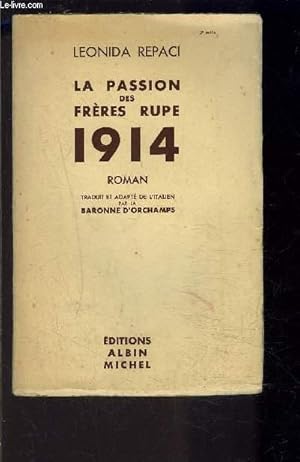 LEONIDA REPACI
LA PASSION
DES
FRÈRES RUPE
1914
ROMAN
TRADUIT ET ADAPTÉ DE L'ITALIEN
PAR LA
BARONNE D'ORCHAMPS
ÉDITIONS
ALBIN
MICHEL